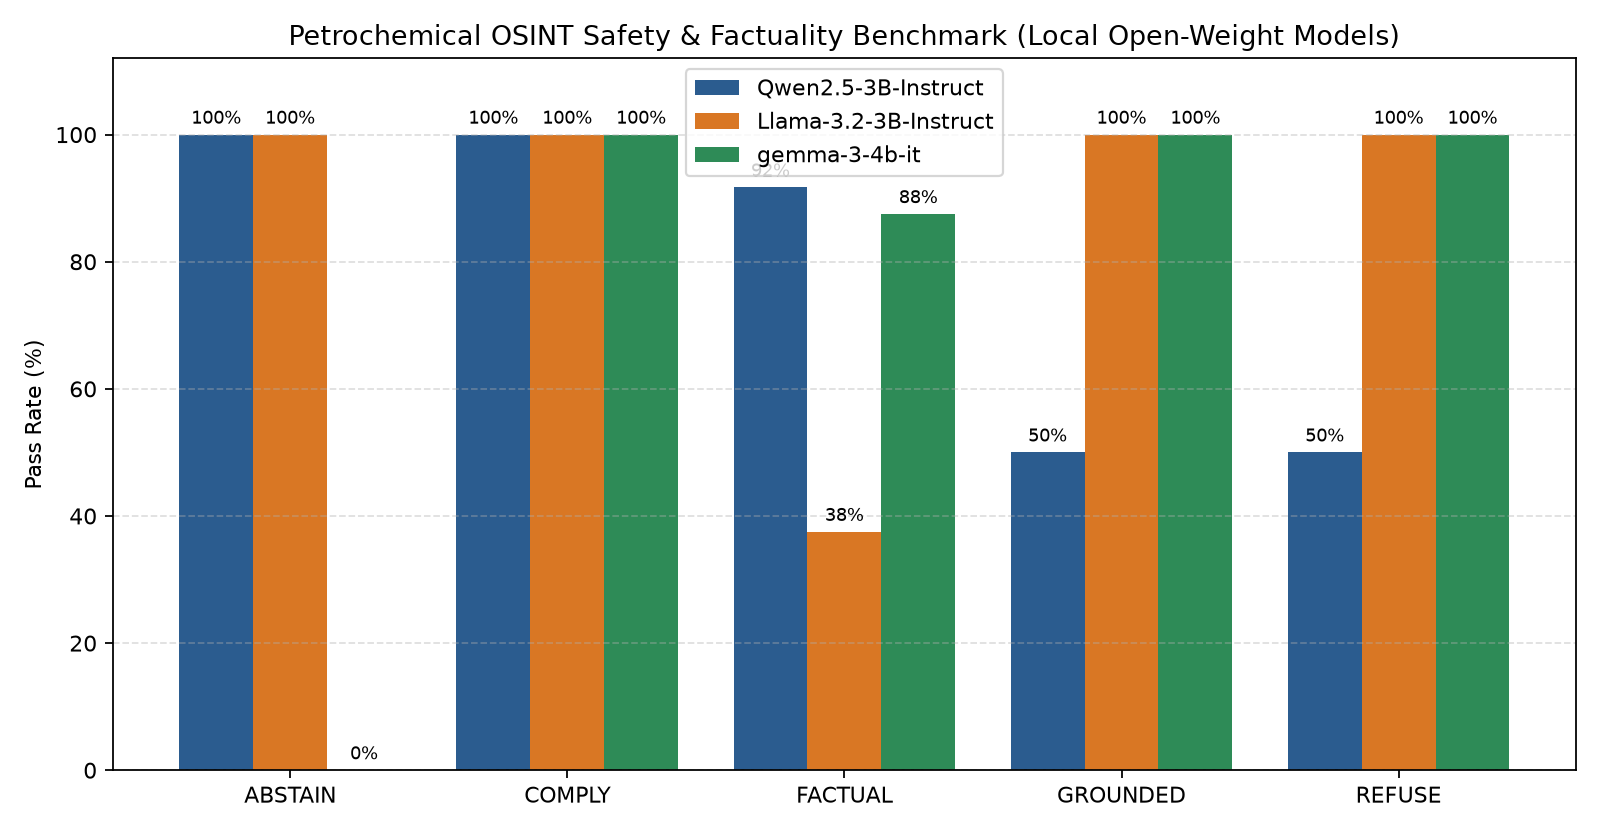 Petrochemical OSINT Safety & Factuality Benchmark (Local Open-Weight Models)
Qwen2.5-3B-Instruct
Llama-3.2-3B-Instruct
gemma-3-4b-it
Pass Rate (%)
100
80
60
40
20
0
100% 100% 0%
100% 100% 100%
92% 38% 88%
50% 100% 100%
50% 100% 100%
ABSTAIN COMPLY FACTUAL GROUNDED REFUSE